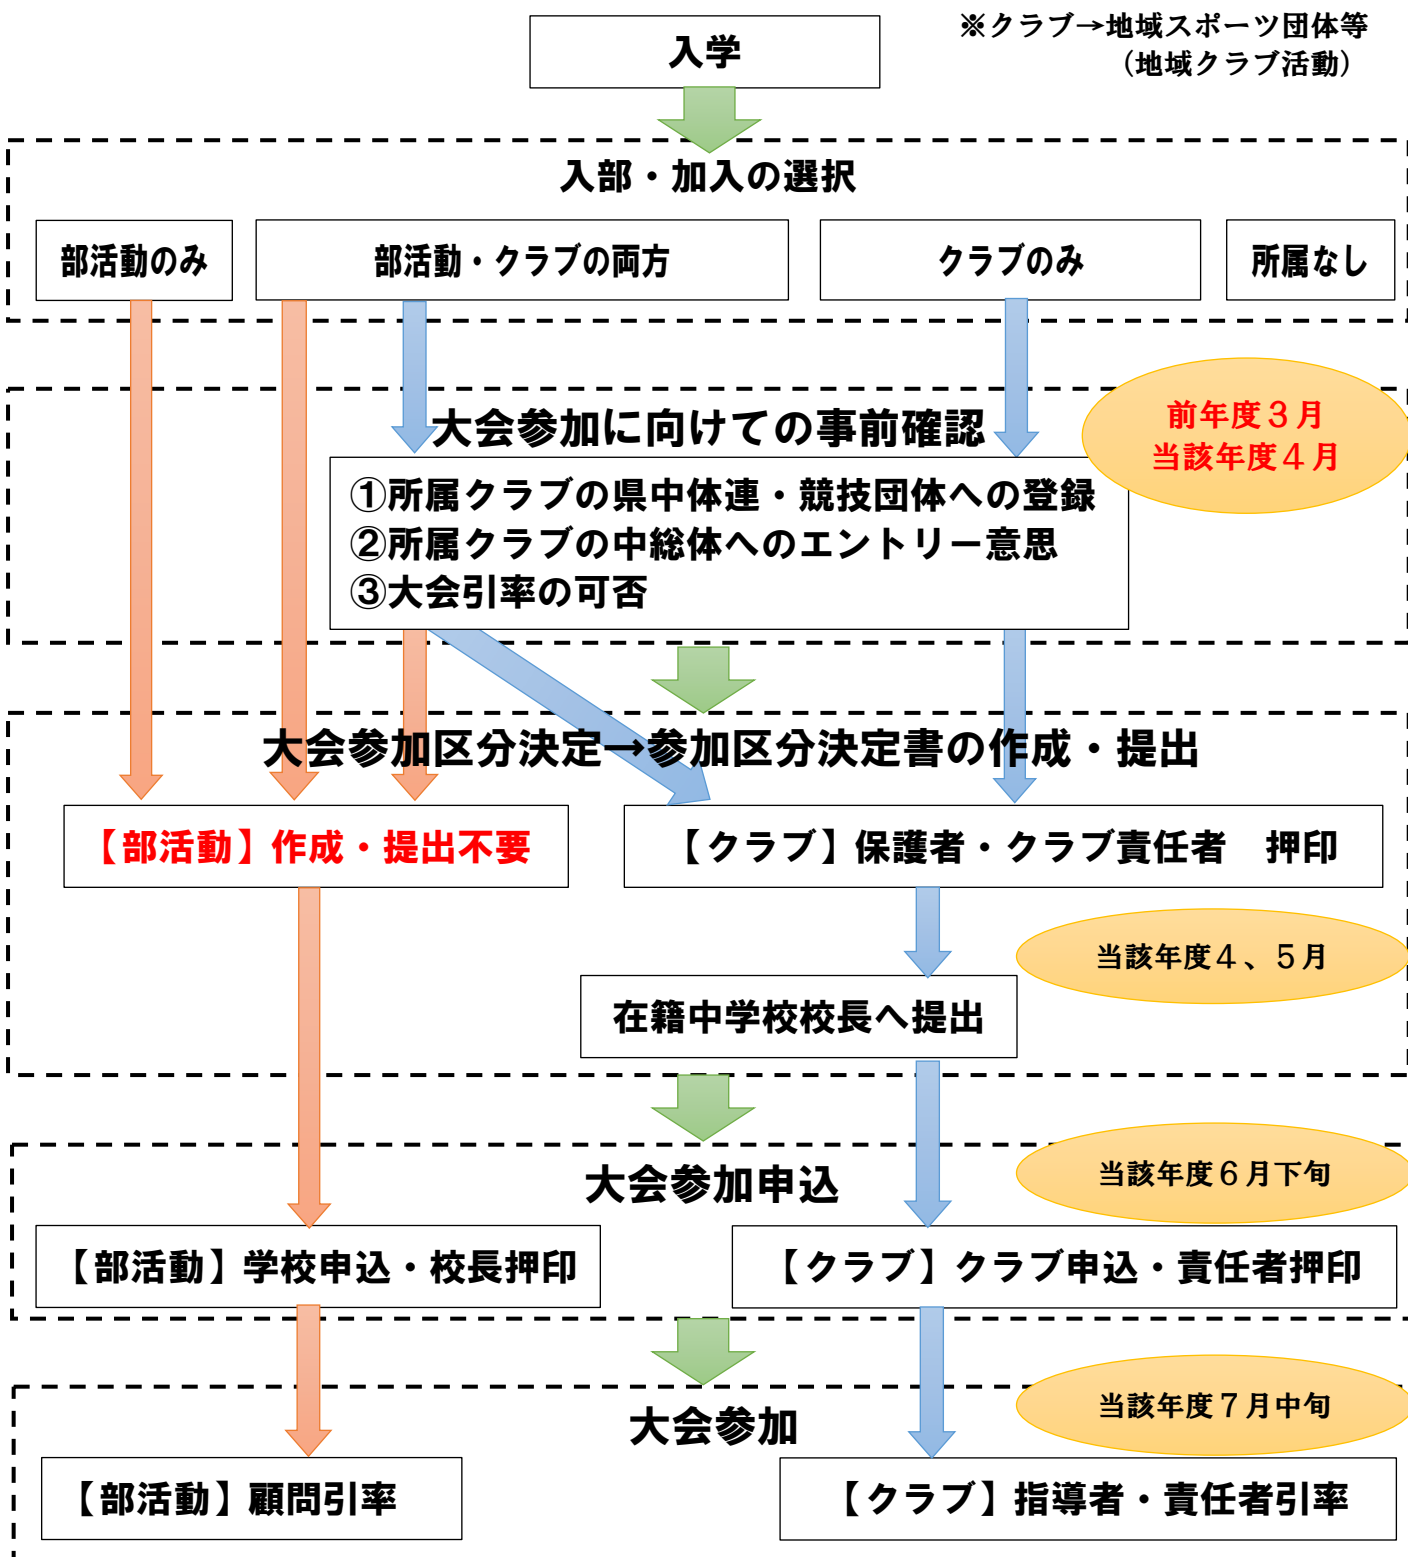 入学
※クラブ→地域スポーツ団体等
（地域クラブ活動）
入部・加入の選択
部活動のみ
部活動・クラブの両方
クラブのみ
所属なし
前年度３月
当該年度４月
大会参加に向けての事前確認
①所属クラブの県中体連・競技団体への登録
②所属クラブの中総体へのエントリー意思
③大会引率の可否
大会参加区分決定→参加区分決定書の作成・提出
【部活動】作成・提出不要
【クラブ】保護者・クラブ責任者　押印
当該年度４、５月
在籍中学校校長へ提出
当該年度６月下旬
大会参加申込
【部活動】学校申込・校長押印
【クラブ】クラブ申込・責任者押印
当該年度７月中旬
大会参加
【部活動】顧問引率
【クラブ】指導者・責任者引率